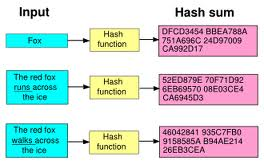 Input
Hash sum
Fox
Hash
function
DFCD3454 BBEA788A
751A696C 24D97009
CA992D17
The red fox
runs across
the ice
Hash
function
52ED879E 70F71D92
6EB69570 08E03CE4
CA6945D3
The red fox
walks across
the ice
Hash
function
46042841 935C7FB0
9158585A B94AE214
26EB3CEA